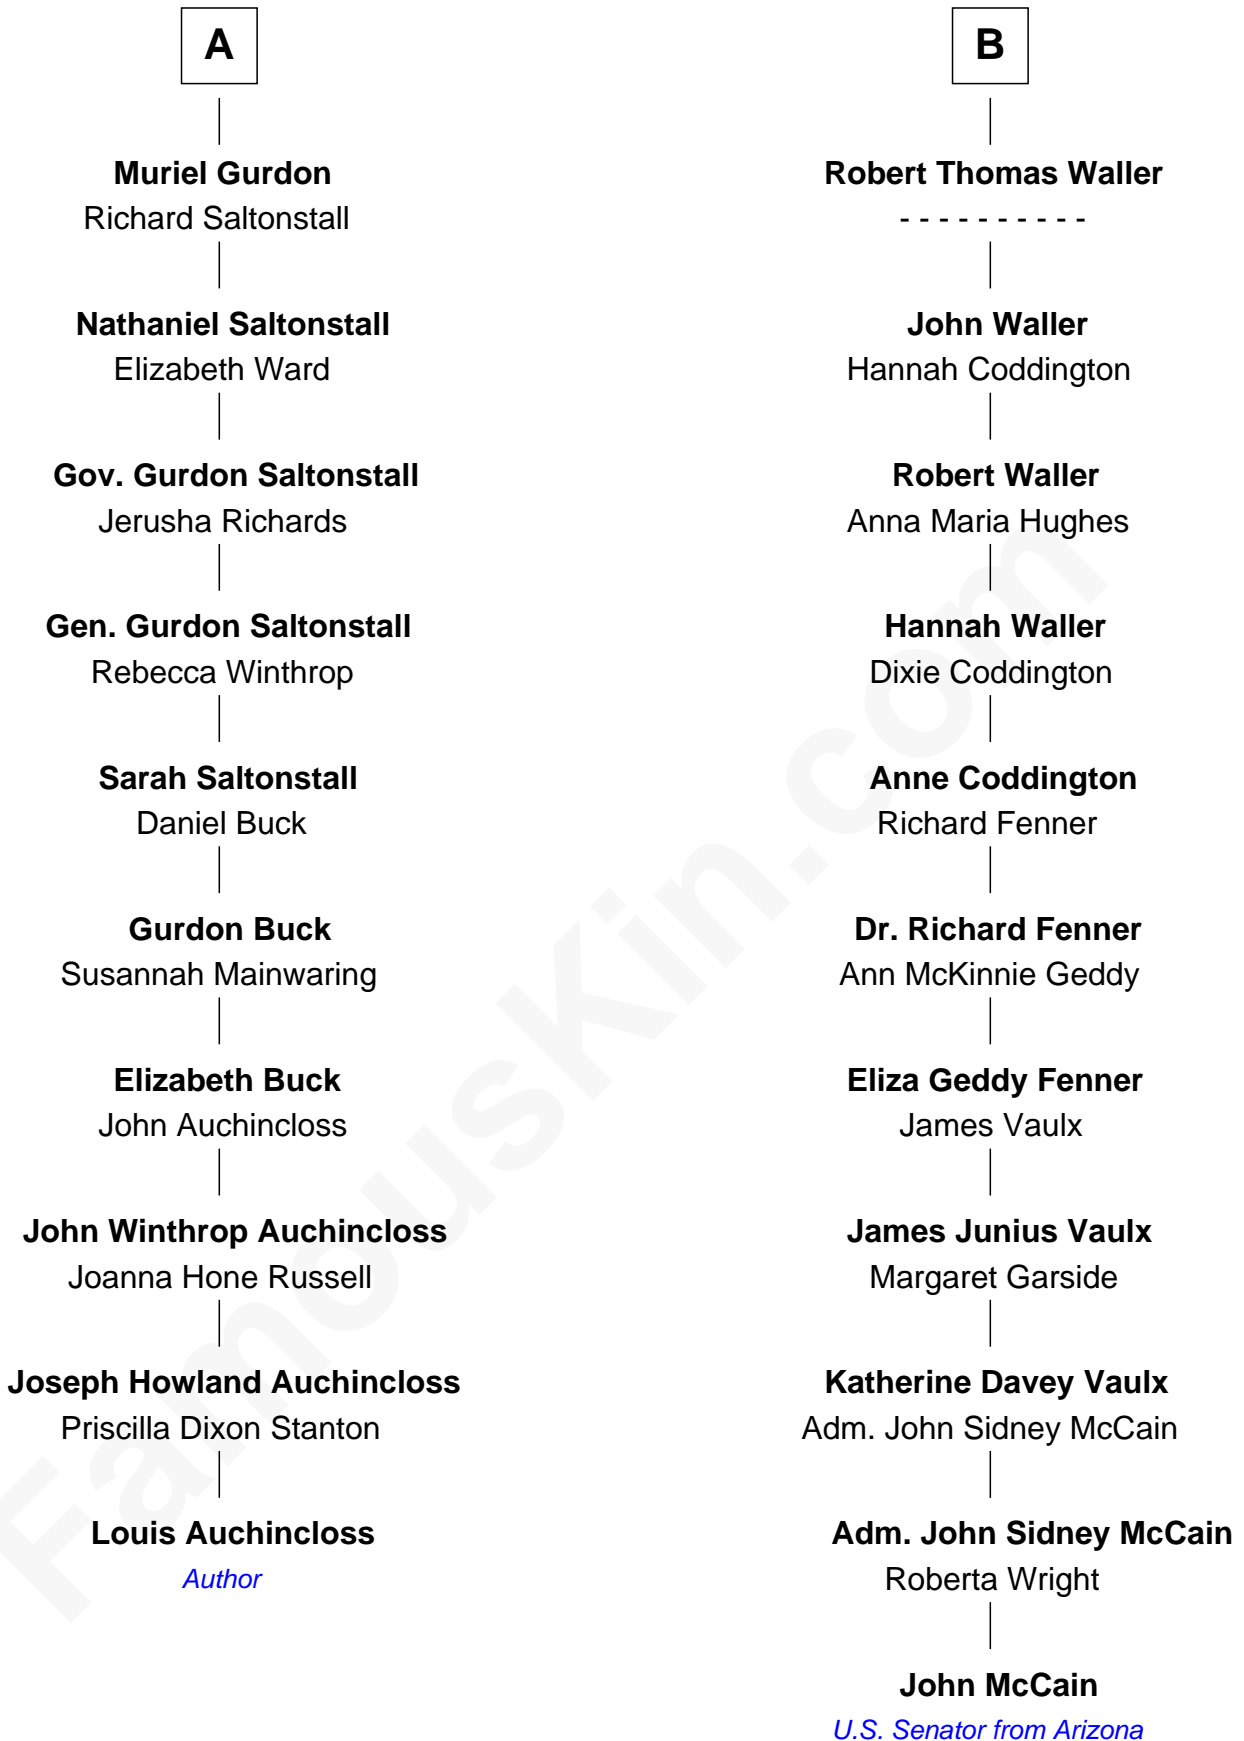 A
Muriel Gurdon
Richard Saltonstall
Nathaniel Saltonstall
Elizabeth Ward
Gov. Gurdon Saltonstall
Jerusha Richards
Gen. Gurdon Saltonstall
Rebecca Winthrop
Sarah Saltonstall
Daniel Buck
Gurdon Buck
Susannah Mainwaring
Elizabeth Buck
John Auchincloss
John Winthrop Auchincloss
Joanna Hone Russell
Joseph Howland Auchincloss
Priscilla Dixon Stanton
Louis Auchincloss
Author
B
Robert Thomas Waller
- - - - - - - - - -
John Waller
Hannah Coddington
Robert Waller
Anna Maria Hughes
Hannah Waller
Dixie Coddington
Anne Coddington
Richard Fenner
Dr. Richard Fenner
Ann McKinnie Geddy
Eliza Geddy Fenner
James Vaulx
James Junius Vaulx
Margaret Garside
Katherine Davey Vaulx
Adm. John Sidney McCain
Adm. John Sidney McCain
Roberta Wright
John McCain
U.S. Senator from Arizona
FamousKin.com